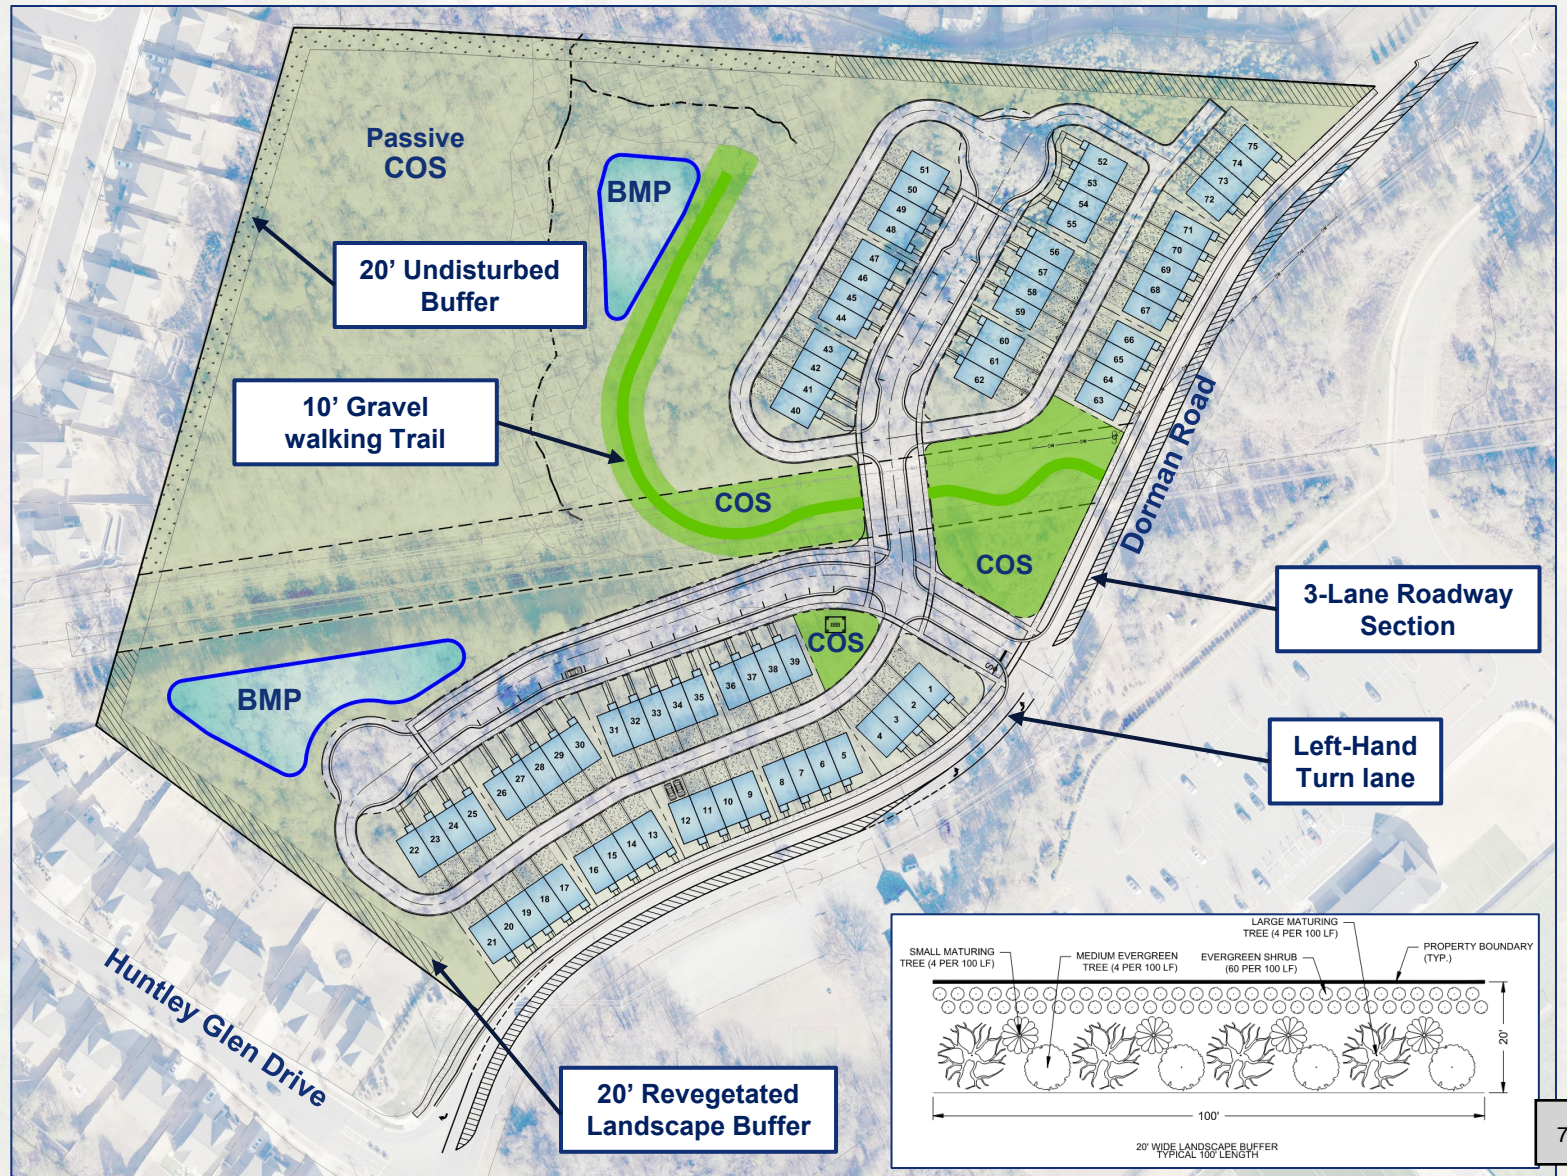 Passive
COS
BMP
20’ Undisturbed
Buffer
10’ Gravel
walking Trail
COS
COS
COS
BMP
Dorman Road
3-Lane Roadway
Section
Left-Hand
Turn lane
Huntley Glen Drive
20’ Revegetated
Landscape Buffer
51
50
49
48
47
46
45
44
43
42
41
40
52
53
54
55
56
57
58
59
60
61
62
75
74
73
72
71
70
69
68
67
66
65
64
63
39
38
37
36
35
34
33
32
31
30
29
28
27
26
25
24
23
22
1
2
3
4
5
6
7
8
9
10
11
12
13
14
15
16
17
18
19
20
21
LARGE MATURING
TREE (4 PER 100 LF)
SMALL MATURING
TREE (4 PER 100 LF)
MEDIUM EVERGREEN
TREE (4 PER 100 LF)
EVERGREEN SHRUB
(60 PER 100 LF)
PROPERTY BOUNDARY
(TYP.)
20'
100'
20' WIDE LANDSCAPE BUFFER
TYPICAL 100' LENGTH
7